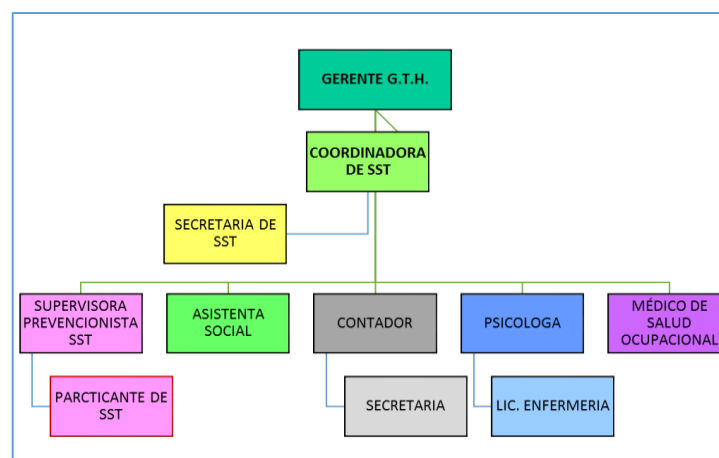 GERENTE G.T.H.
COORDINADORA
DE SST
SECRETARIA DE
SST
SUPERVISORA
PREVENCIONISTA
SST
ASISTENTA
SOCIAL
CONTADOR
PSICOLOGA
MÉDICO DE
SALUD
OCUPACIONAL
PARCTICANTE DE
SST
SECRETARIA
LIC. ENFERMERIA